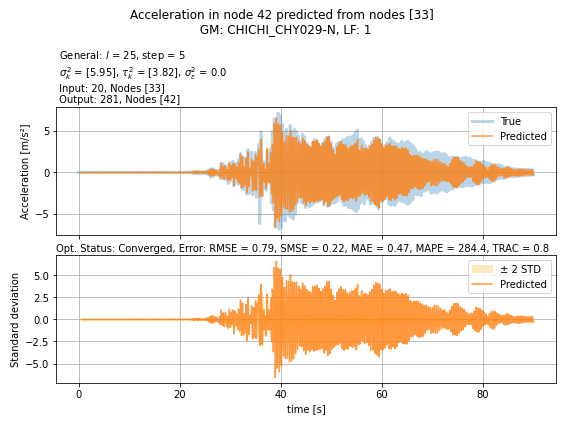 Acceleration in node 42 predicted from nodes [33]
GM: CHICHI_CHY029-N, LF: 1
General: l = 25, step = 5
σ²ₖ = [5.95], τ²ₖ = [3.82], σ²ε = 0.0
Input: 20, Nodes [33]
Output: 281, Nodes [42]
Acceleration [m/s²]
5
0
−5
True
Predicted
Opt. Status: Converged, Error: RMSE = 0.79, SMSE = 0.22, MAE = 0.47, MAPE = 284.4, TRAC = 0.8
Standard deviation
5.0
2.5
0.0
−2.5
−5.0
± 2 STD
Predicted
0 20 40 60 80
time [s]